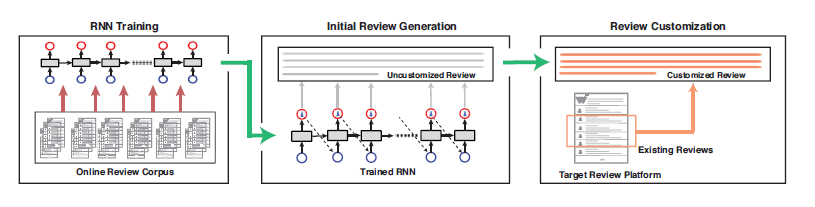 RNN Training
Online Review Corpus
Initial Review Generation
Uncustomized Review
Trained RNN
Review Customization
Customized Review
Existing Reviews
Target Review Platform